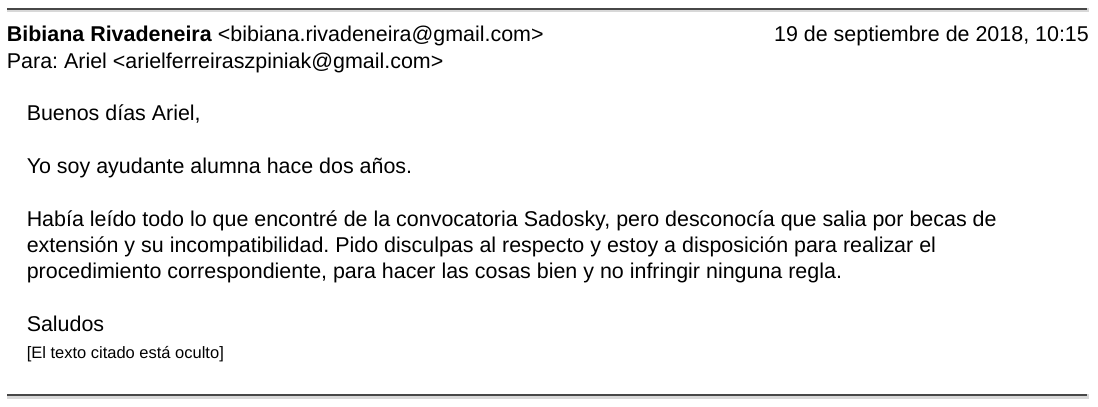 Bibiana Rivadeneira <bibiana.rivadeneira@gmail.com> 19 de septiembre de 2018, 10:15
Para: Ariel <arielferreiraszpiniak@gmail.com>
Buenos días Ariel,
Yo soy ayudante alumna hace dos años.
Había leído todo lo que encontré de la convocatoria Sadosky, pero desconocía que salia por becas de
extensión y su incompatibilidad. Pido disculpas al respecto y estoy a disposición para realizar el
procedimiento correspondiente, para hacer las cosas bien y no infringir ninguna regla.
Saludos
[El texto citado está oculto]